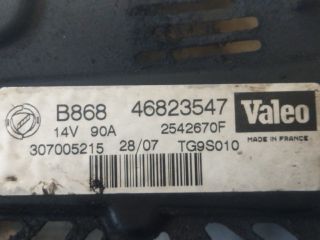 B868 46823547 Valeo
14V 90A 2542670F MADE IN FRANCE
307005215 28/07 TG9S010